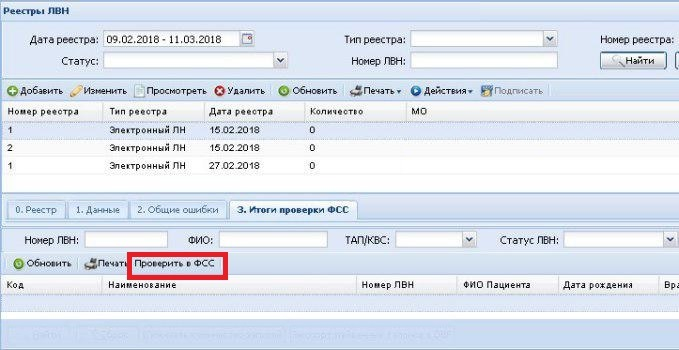 Реестры ЛВН
Дата реестра: 09.02.2018 - 11.03.2018 Тип реестра: Номер реестра:
Статус: Номер ЛВН: Найти
Добавить Изменить Просмотреть Удалить Обновить Печать Действия Подписать
Номер реестра Тип реестра Дата реестра Количество МО
1 Электронный ЛН 15.02.2018 0
2 Электронный ЛН 15.02.2018 0
1 Электронный ЛН 27.02.2018 0
0. Реестр 1. Данные 2. Общие ошибки 3. Итоги проверки ФСС
Номер ЛВН: ФИО: ТАП/КВС: Статус ЛВН:
Обновить Печать Проверить в ФСС
Код Наименование Номер ЛВН ФИО Пациента Дата рождения Вра